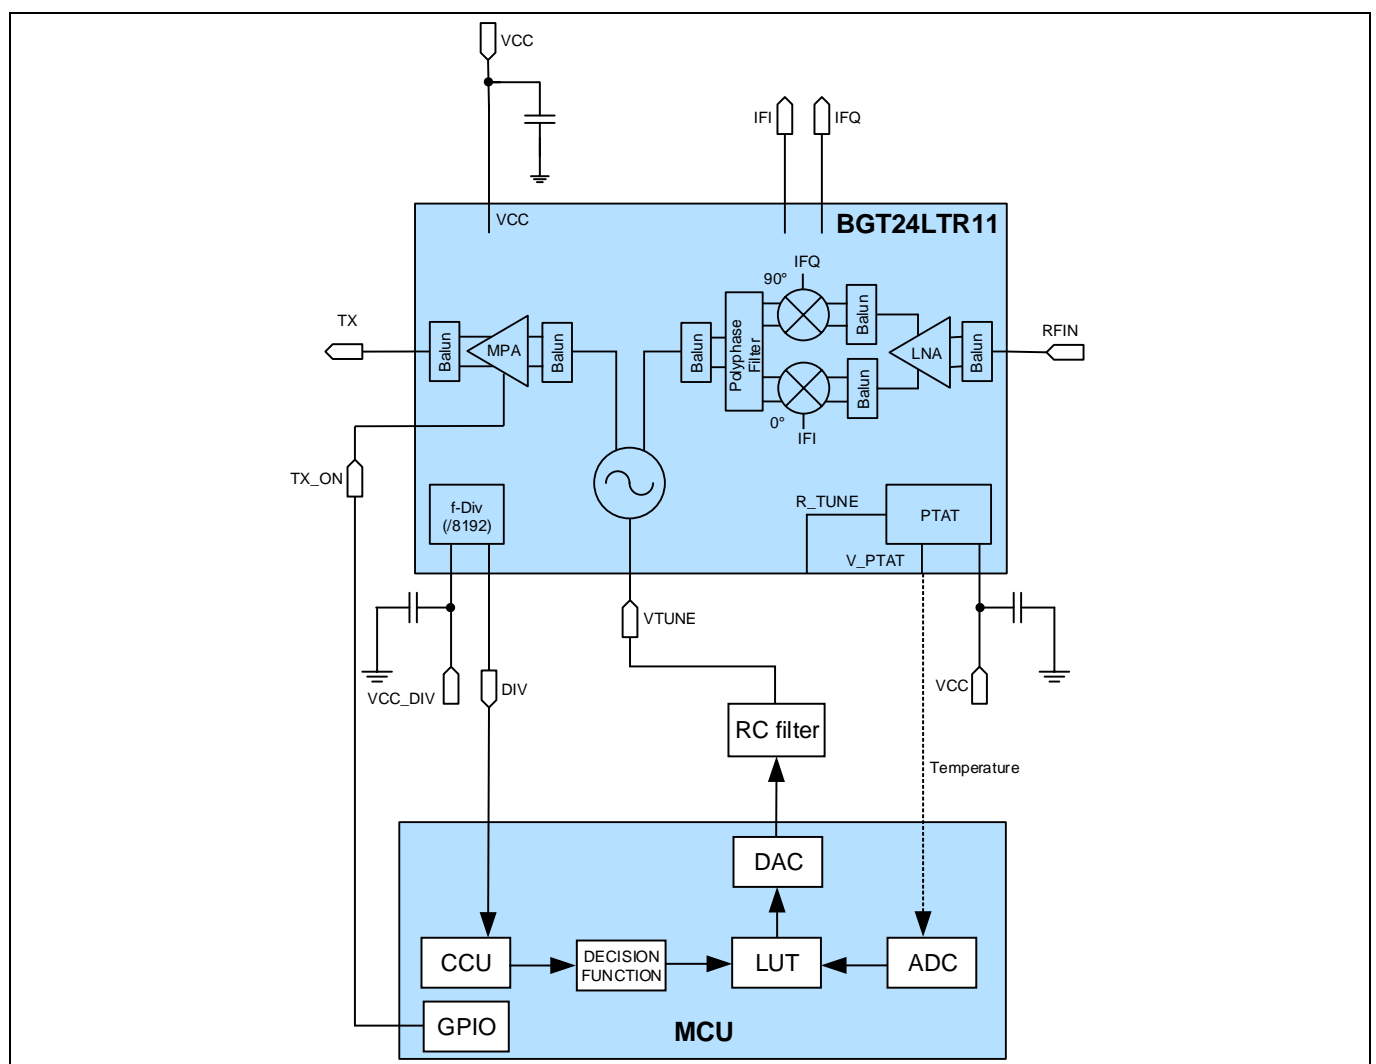 VCC
IFI
IFQ
VCC
BGT24LTR11
IFQ
90°
Balun
Polyphase
Filter
Balun
TX
Balun
MPA
Balun
LNA
Balun
RFIN
Balun
0°
IFI
TX_ON
f-Div
(/8192)
R_TUNE
PTAT
V_PTAT
VTUNE
VCC_DIV
DIV
VCC
RC filter
Temperature
DAC
CCU
DECISION
FUNCTION
LUT
ADC
GPIO
MCU